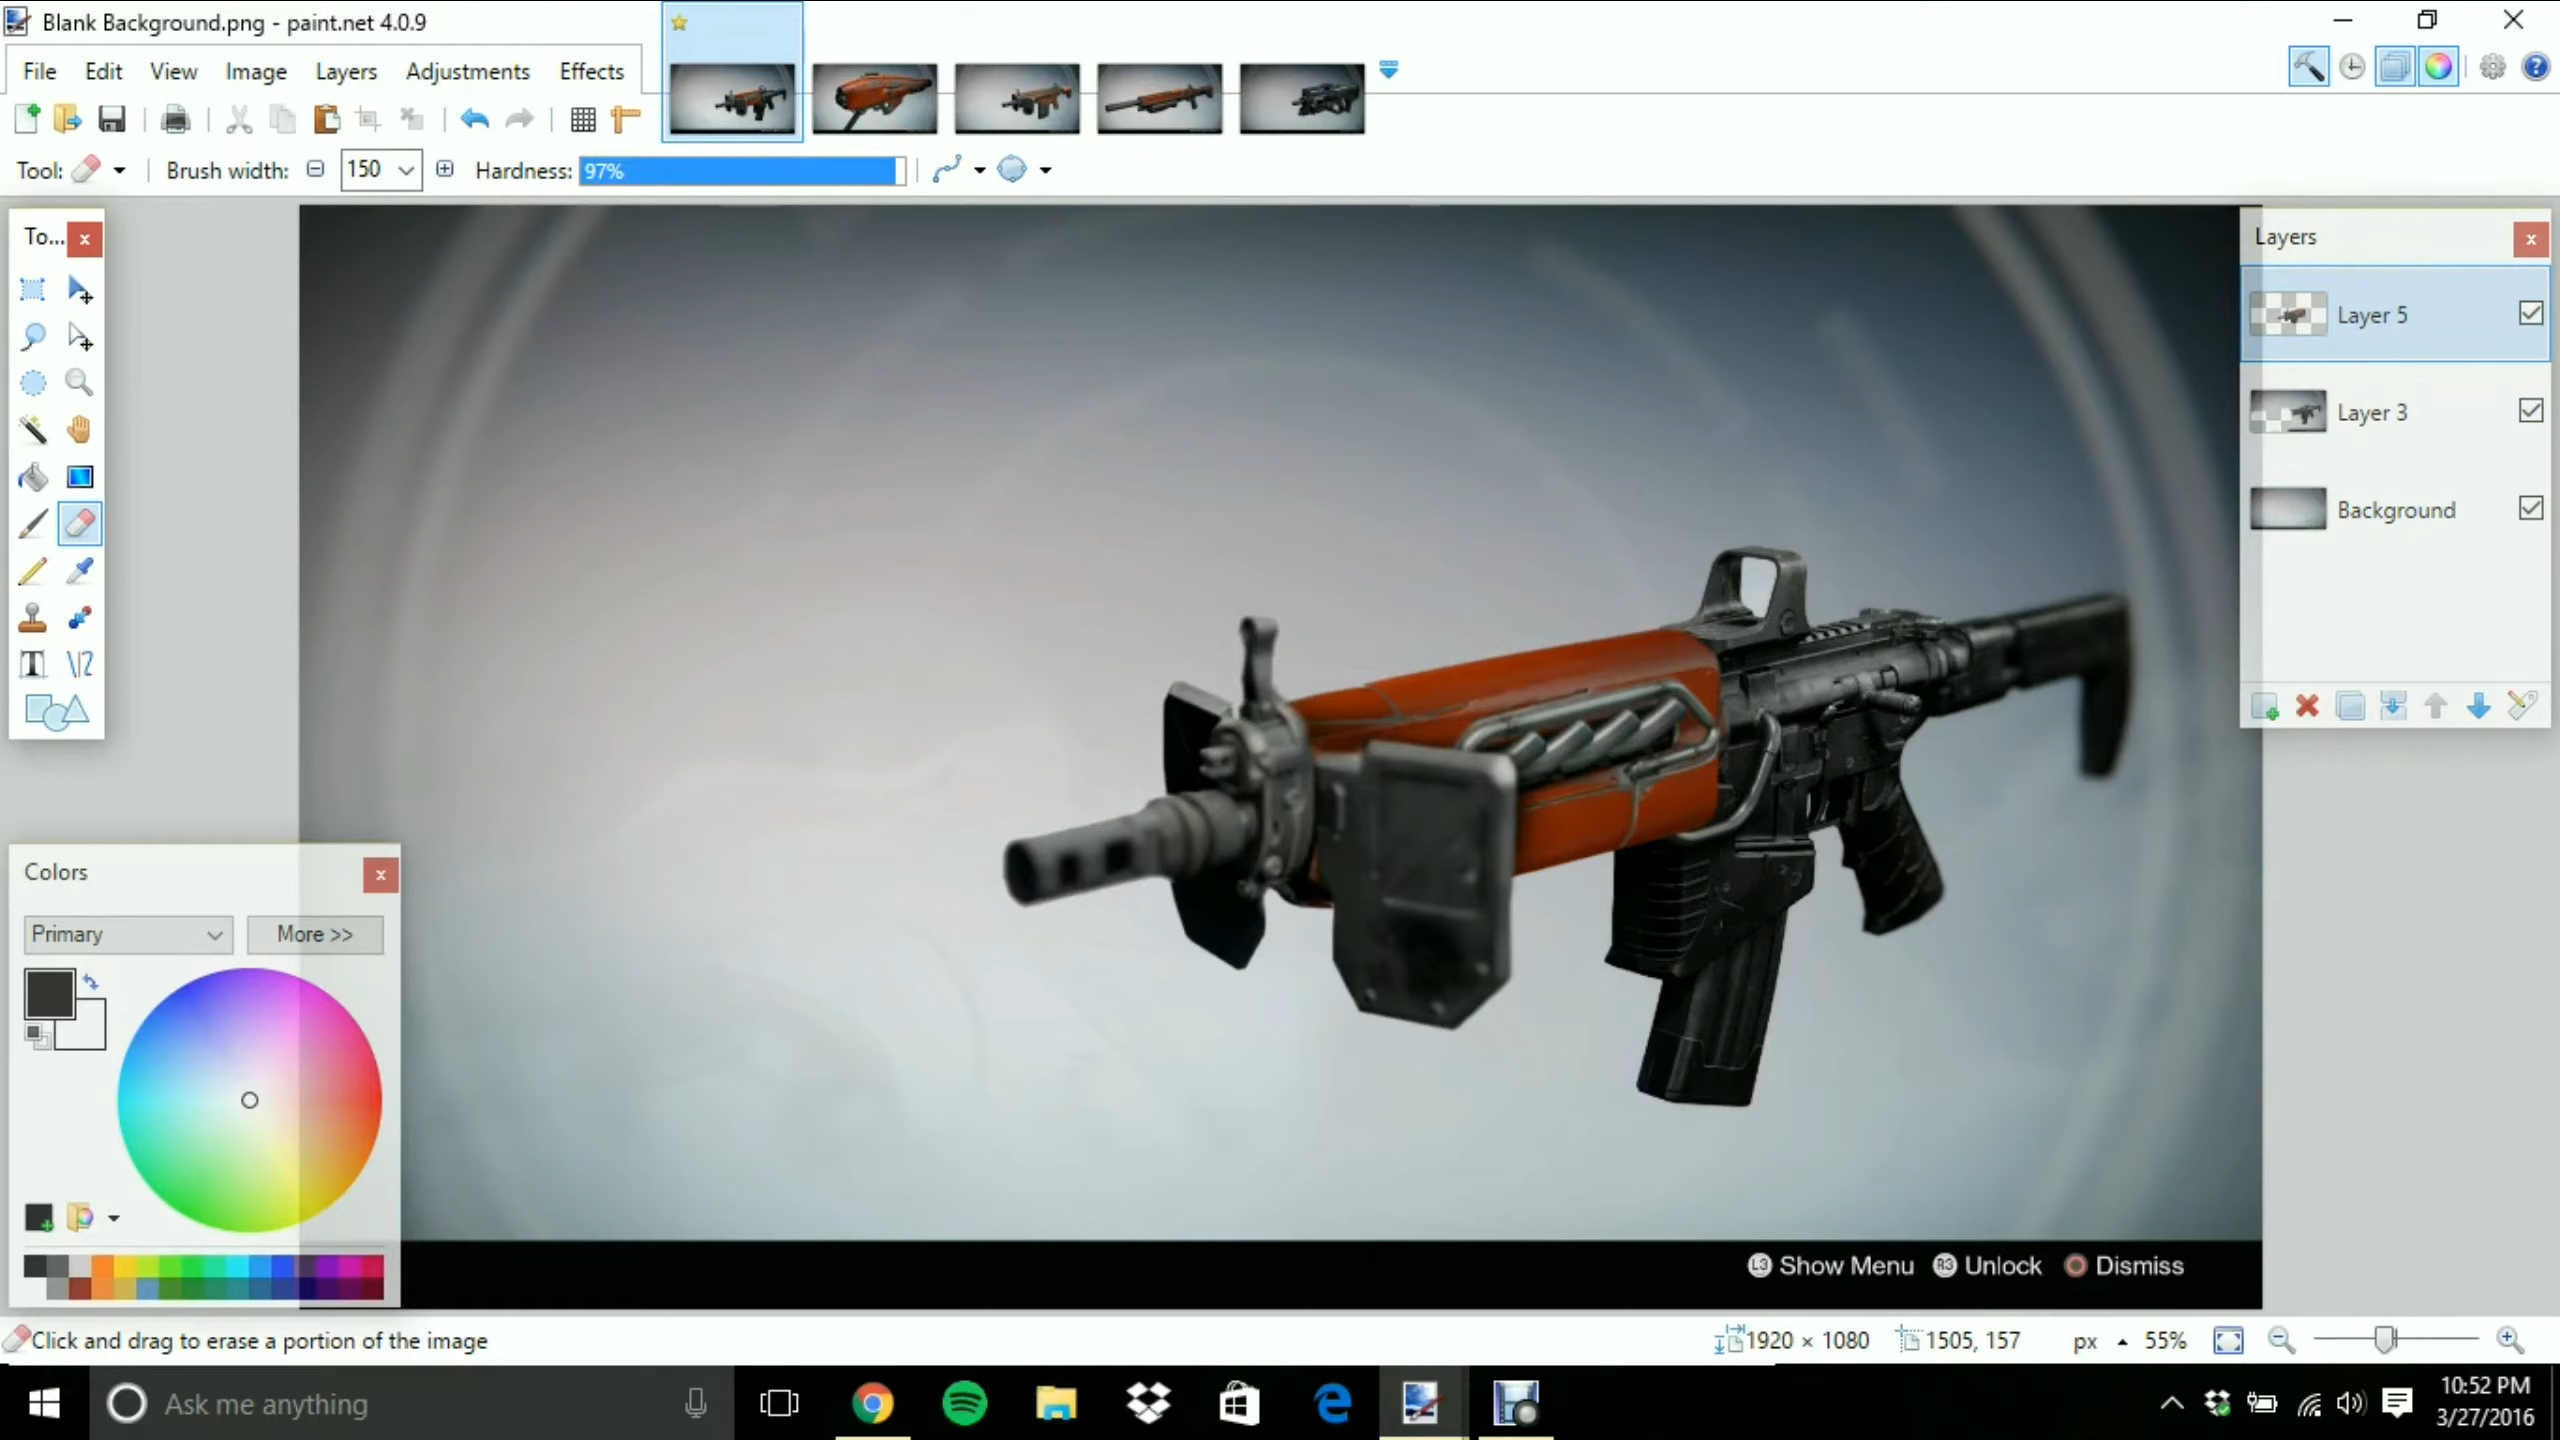 Blank Background.png - paint.net 4.0.9
File Edit View Image Layers Adjustments Effects
Tool: Brush width: 150 Hardness: 97%
To...
Layers
Layer 5
Layer 3
Background
Colors
Primary More >>
L3 Show Menu R3 Unlock Dismiss
Click and drag to erase a portion of the image 1920 × 1080 1505, 157 px 55%
Ask me anything
10:52 PM
3/27/2016